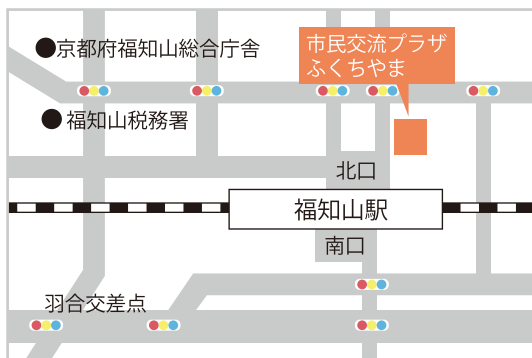 京都府福知山総合庁舎
市民交流プラザ
ふくちやま
福知山税務署
北口
福知山駅
南口
羽合交差点